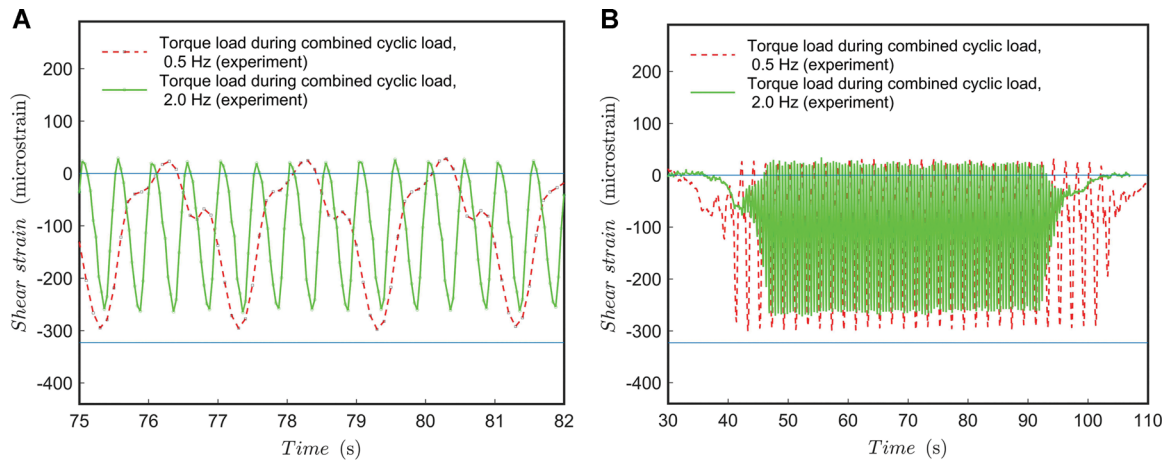 A
Torque load during combined cyclic load,
0.5 Hz (experiment)
Torque load during combined cyclic load,
2.0 Hz (experiment)
Shear strain (microstrain)
200
100
0
-100
-200
-300
-400
75
76
77
78
79
80
81
82
Time (s)
B
Torque load during combined cyclic load,
0.5 Hz (experiment)
Torque load during combined cyclic load,
2.0 Hz (experiment)
Shear strain (microstrain)
200
100
0
-100
-200
-300
-400
30
40
50
60
70
80
90
100
110
Time (s)